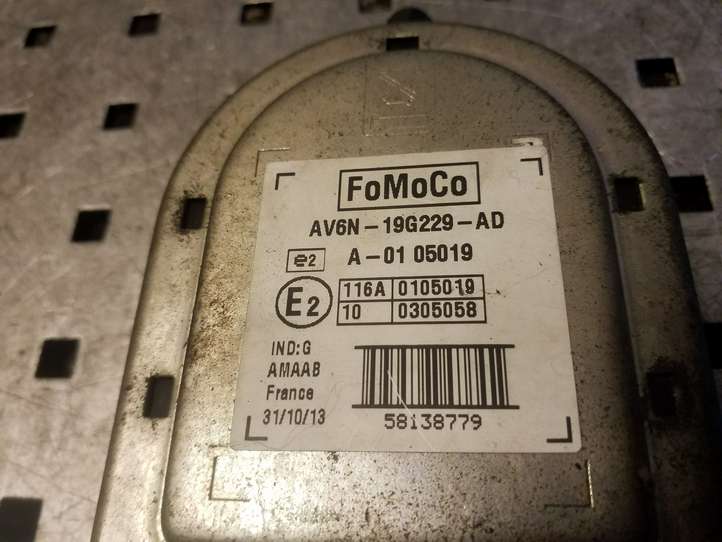 FoMoCo
AV6N-19G229-AD
e2 A-01 05019
E2 116A 0105019
10 0305058
IND:G
AMAAB
France
31/10/13
58138779